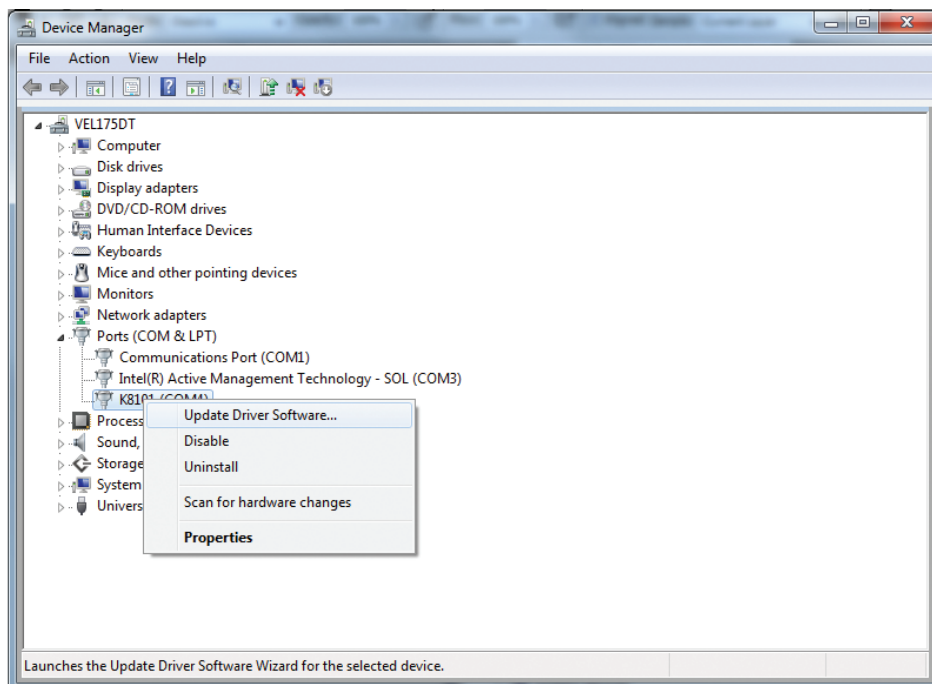 Device Manager
File Action View Help
VEL175DT
Computer
Disk drives
Display adapters
DVD/CD-ROM drives
Human Interface Devices
Keyboards
Mice and other pointing devices
Monitors
Network adapters
Ports (COM & LPT)
Communications Port (COM1)
Intel(R) Active Management Technology - SOL (COM3)
K8101 (COM4)
Process
Sound,
Storage
System
Univers
Update Driver Software...
Disable
Uninstall
Scan for hardware changes
Properties
Launches the Update Driver Software Wizard for the selected device.